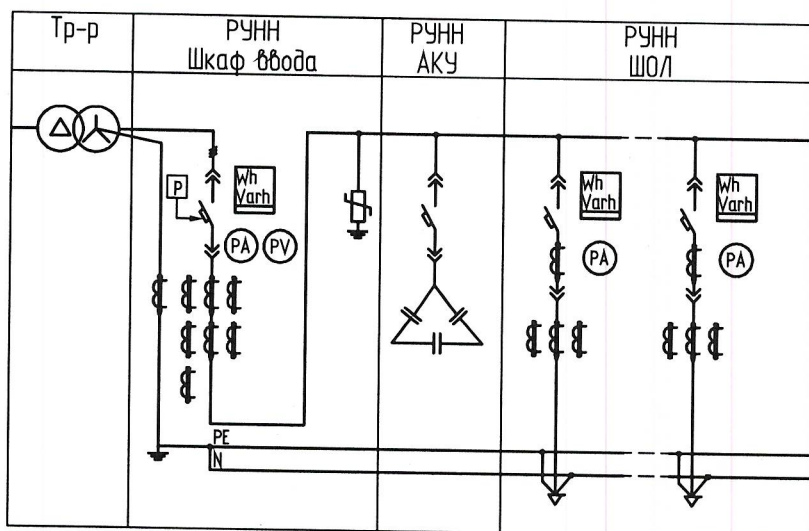 Тр-р
РУНН
Шкаф ввода
РУНН
АКУ
РУНН
ШОЛ
P
Wh
Varh
PA
PV
Wh
Varh
PA
Wh
Varh
PA
PE
N